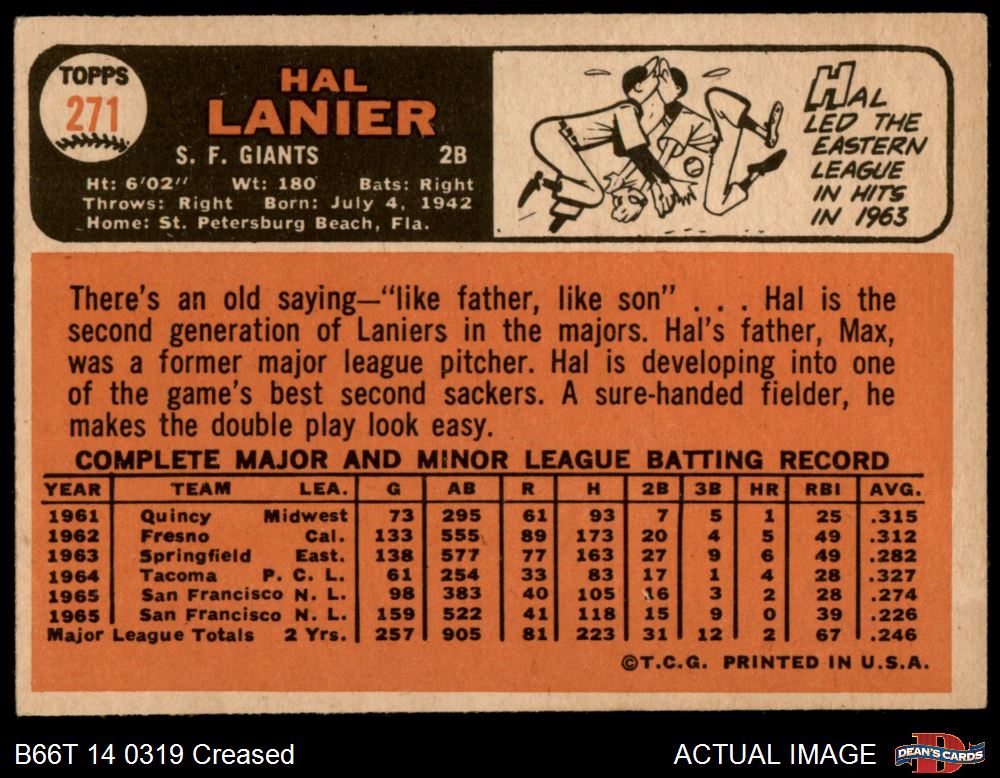 TOPPS
271
HAL
LANIER
S. F. GIANTS 2B
Ht: 6'02" Wt: 180 Bats: Right
Throws: Right Born: July 4, 1942
Home: St. Petersburg Beach, Fla.
HAL
LED THE
EASTERN
LEAGUE
IN HITS
IN 1963
There's an old saying—"like father, like son" . . . Hal is the
second generation of Laniers in the majors. Hal's father, Max,
was a former major league pitcher. Hal is developing into one
of the game's best second sackers. A sure-handed fielder, he
makes the double play look easy.
COMPLETE MAJOR AND MINOR LEAGUE BATTING RECORD
YEAR TEAM LEA. G AB R H 2B 3B HR RBI AVG.
1961 Quincy Midwest 73 295 61 93 7 5 1 25 .315
1962 Fresno Cal. 133 555 89 173 20 4 5 49 .312
1963 Springfield East. 138 577 77 163 27 9 6 49 .282
1964 Tacoma P. C. L. 61 254 33 83 17 1 4 28 .327
1965 San Francisco N. L. 98 383 40 105 16 3 2 28 .274
1965 San Francisco N. L. 159 522 41 118 15 9 0 39 .226
Major League Totals 2 Yrs. 257 905 81 223 31 12 2 67 .246
©T.C.G. PRINTED IN U.S.A.
B66T 14 0319 Creased
ACTUAL IMAGE
DEAN'S CARDS